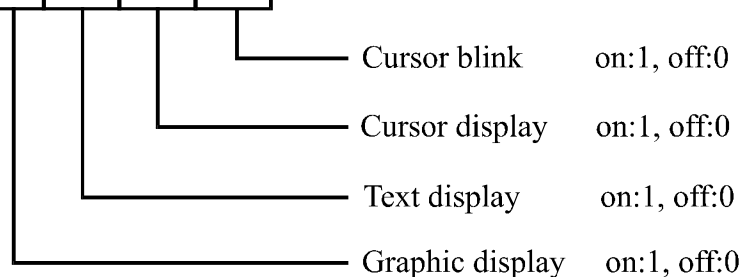 Cursor blink on:1, off:0
Cursor display on:1, off:0
Text display on:1, off:0
Graphic display on:1, off:0